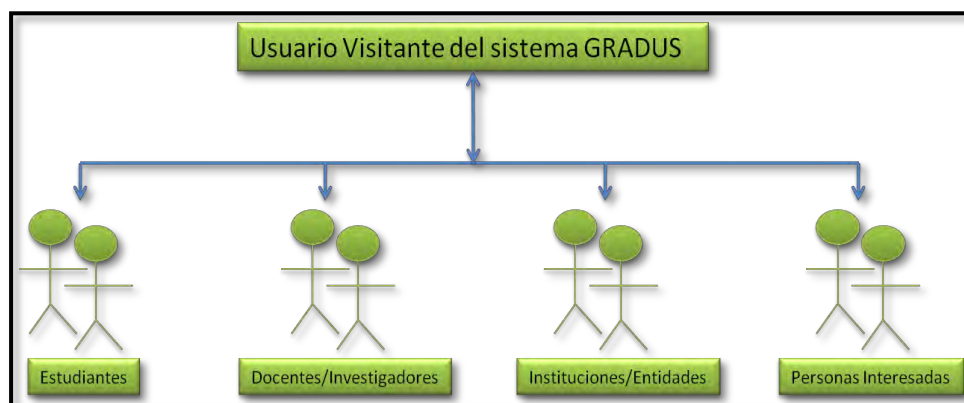 Usuario Visitante del sistema GRADUS
Estudiantes
Docentes/Investigadores
Instituciones/Entidades
Personas Interesadas